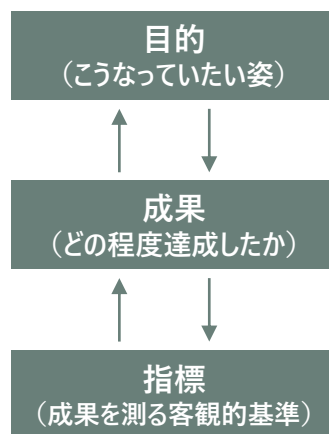 目的
（こうなっていたい姿）
成果
（どの程度達成したか）
指標
（成果を測る客観的基準）